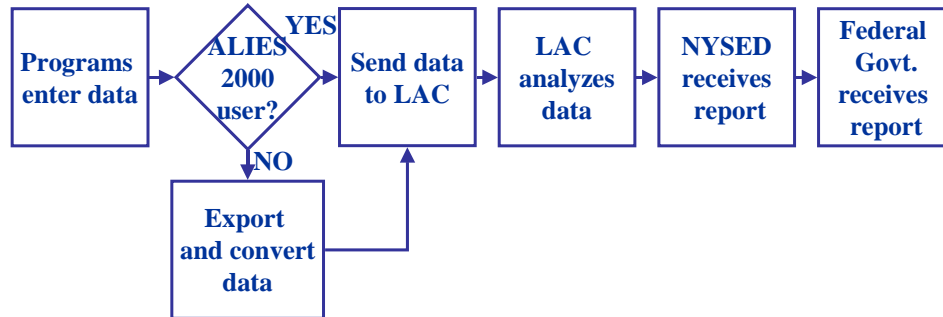 Programs
enter data
ALIES
2000
user?
YES
Send data
to LAC
LAC
analyzes
data
NYSED
receives
report
Federal
Govt.
receives
report
NO
Export
and convert
data